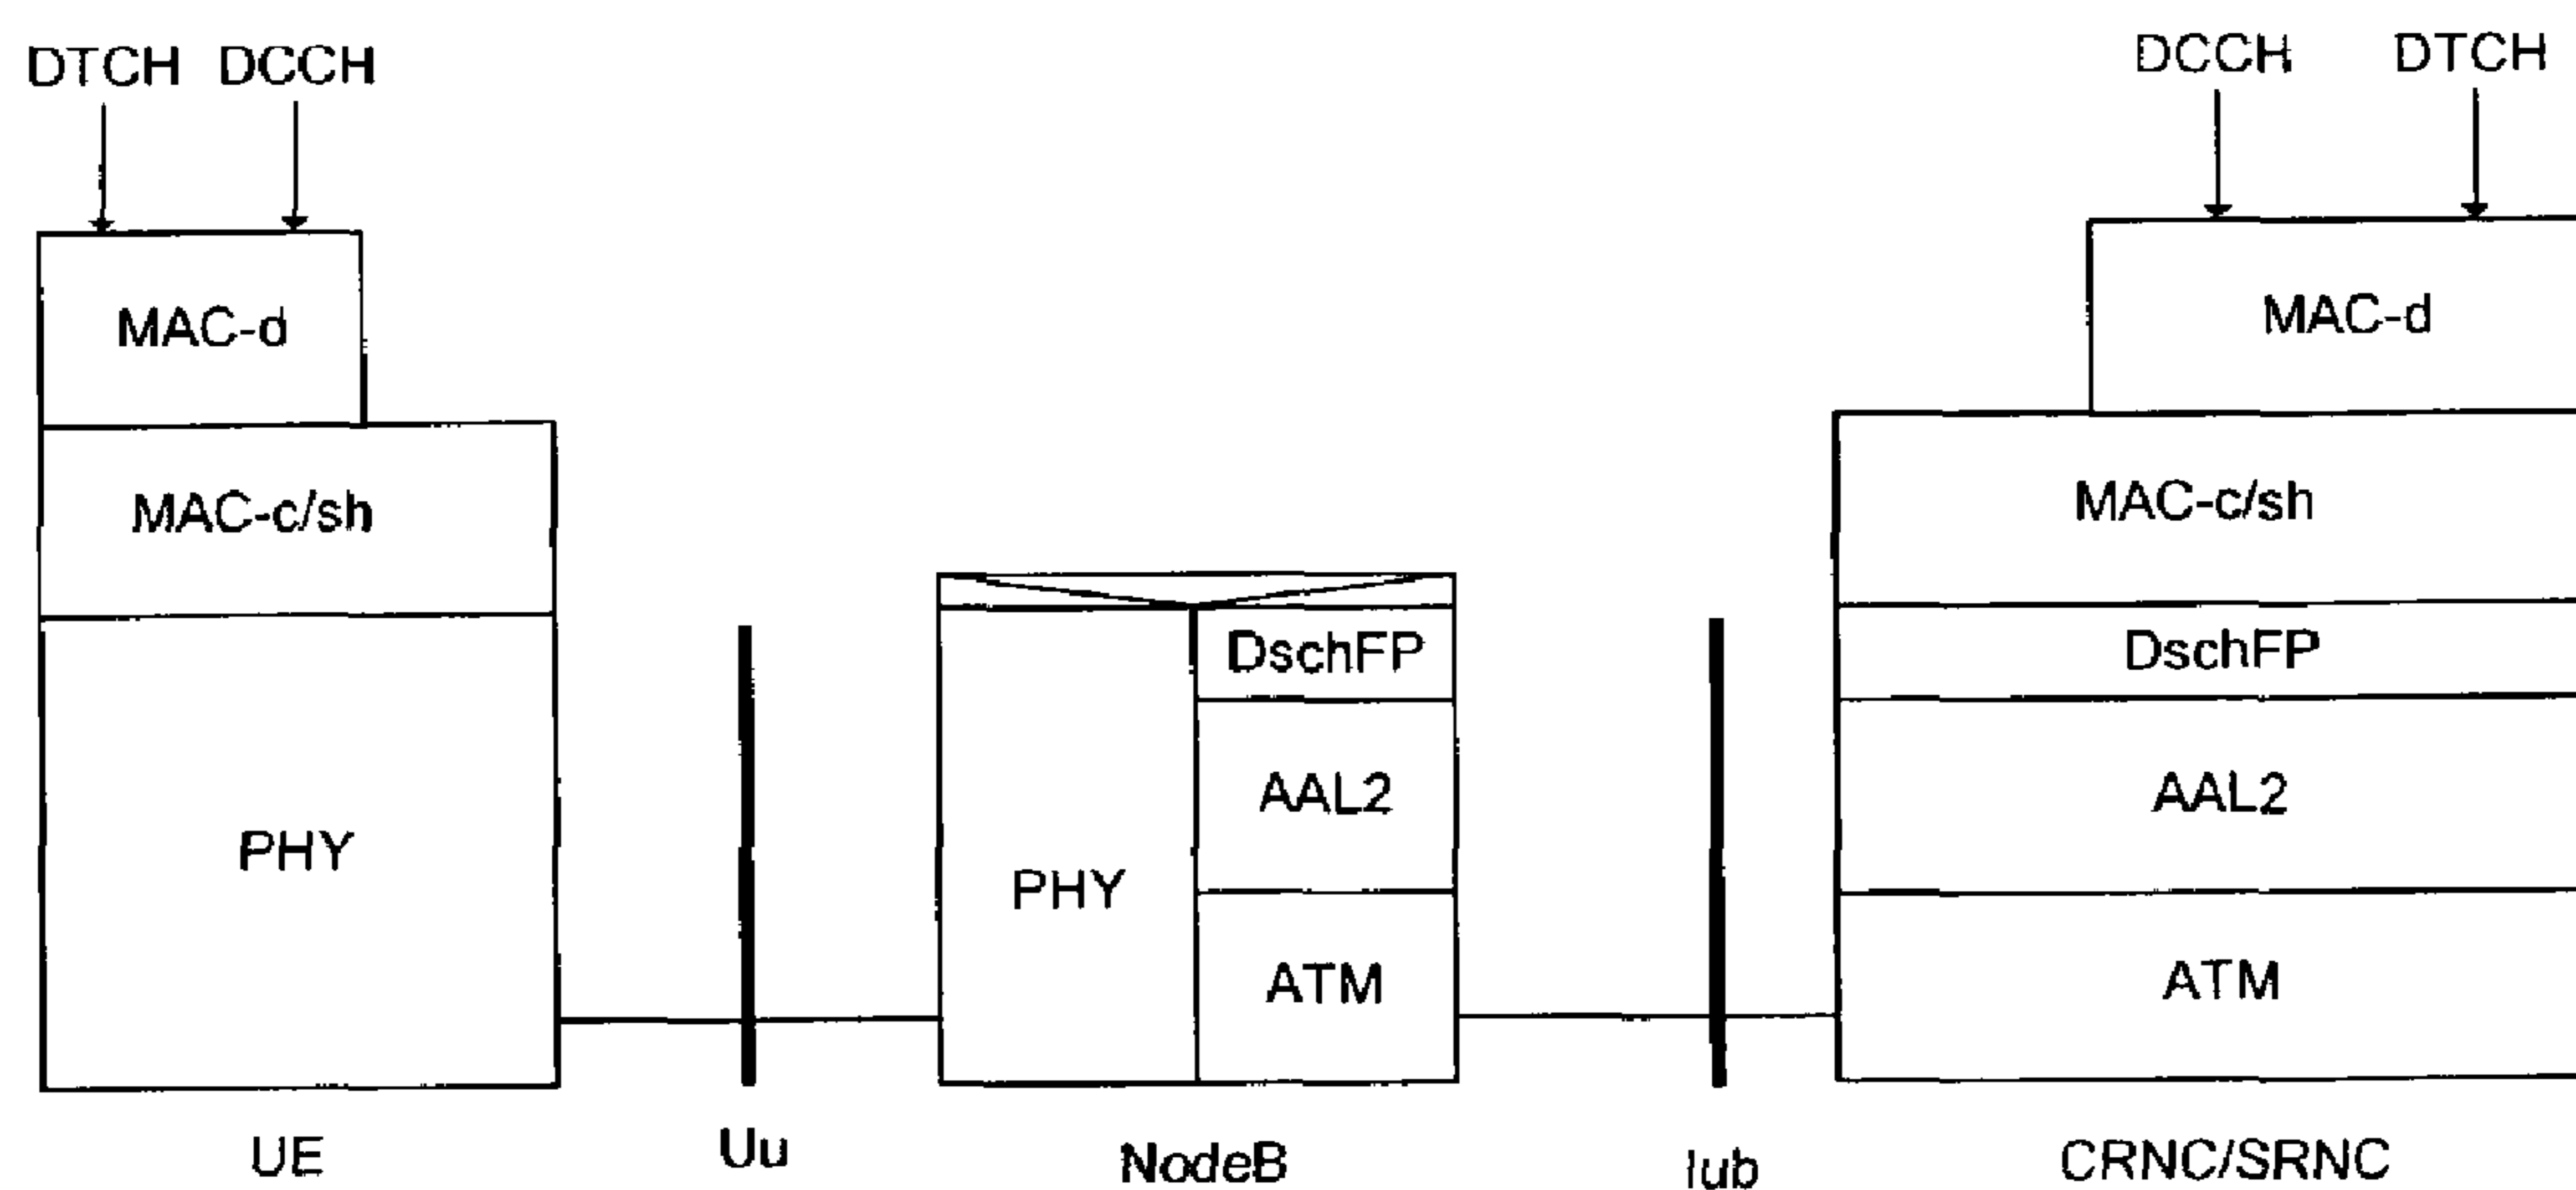 DTCH DCCH
DCCH DTCH
MAC-d
MAC-d
MAC-c/sh
MAC-c/sh
DschFP
DschFP
AAL2
AAL2
PHY
PHY
ATM
ATM
UE
Uu
NodeB
Iub
CRNC/SRNC